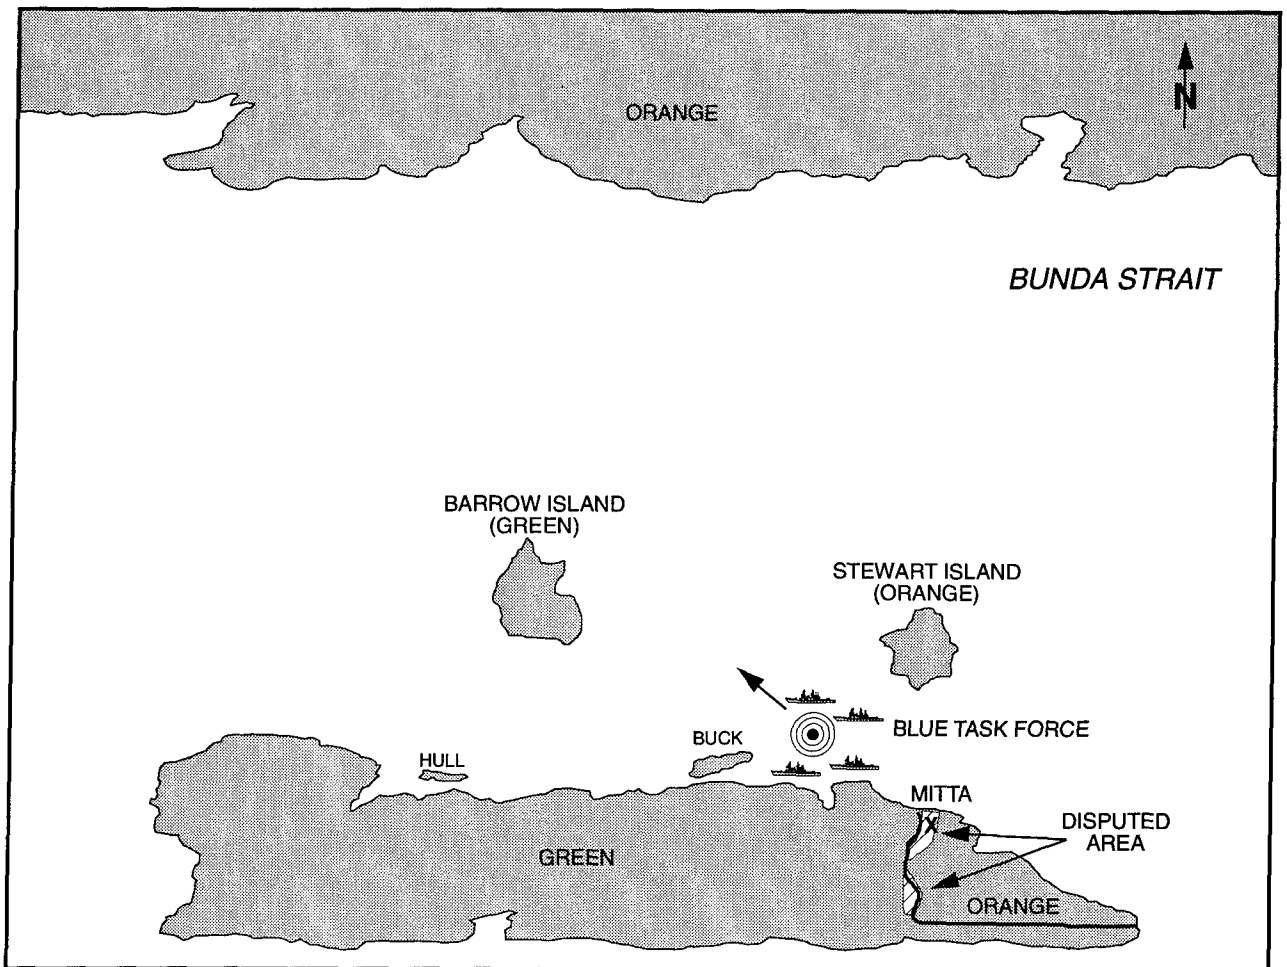 ORANGE
N
BUNDA STRAIT
BARROW ISLAND
(GREEN)
STEWART ISLAND
(ORANGE)
BLUE TASK FORCE
BUCK
HULL
MITTA
X
DISPUTED
AREA
GREEN
ORANGE